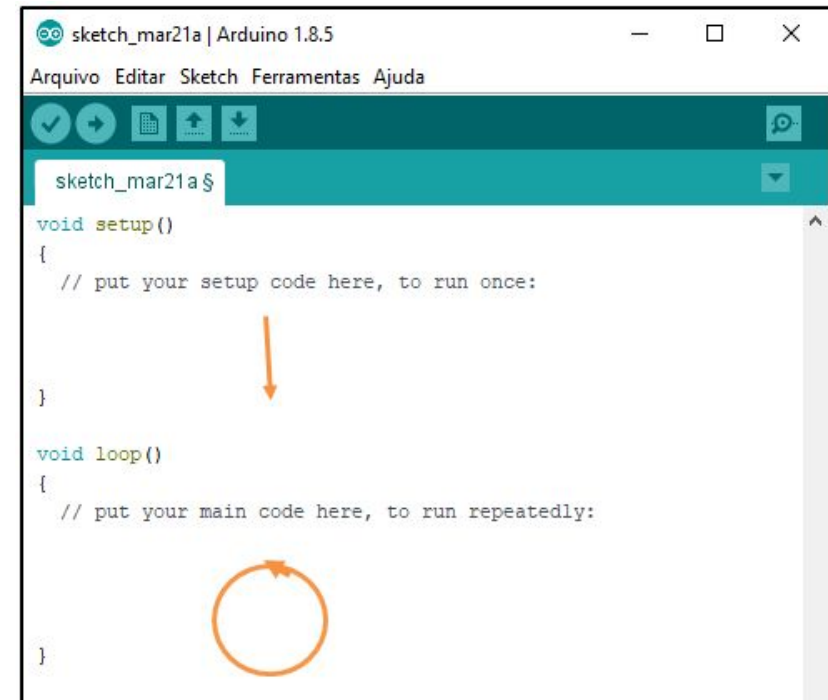 sketch_mar21a | Arduino 1.8.5
Arquivo Editar Sketch Ferramentas Ajuda
sketch_mar21a §
void setup()
{
// put your setup code here, to run once:
}
void loop()
{
// put your main code here, to run repeatedly:
}